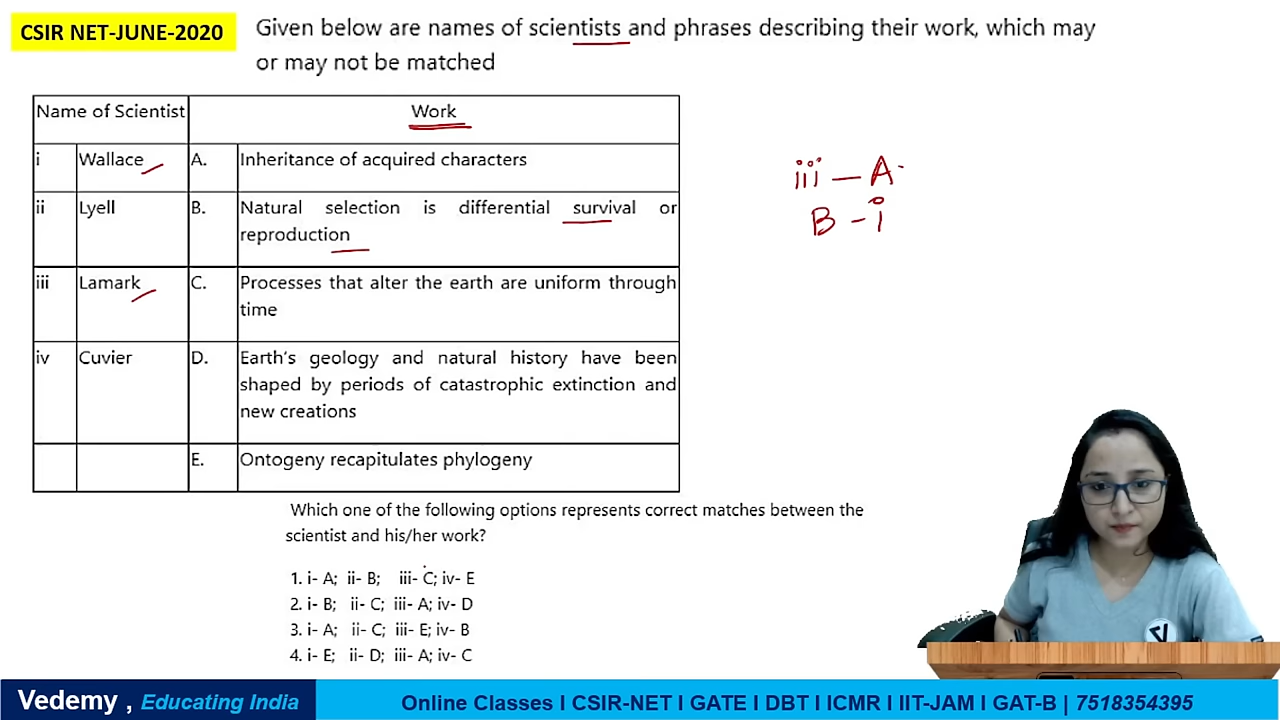 CSIR NET-JUNE-2020
Given below are names of scientists and phrases describing their work, which may
or may not be matched
Name of Scientist Work
i Wallace A. Inheritance of acquired characters
ii Lyell B. Natural selection is differential survival or
reproduction
iii Lamark C. Processes that alter the earth are uniform through
time
iv Cuvier D. Earth's geology and natural history have been
shaped by periods of catastrophic extinction and
new creations
E. Ontogeny recapitulates phylogeny
iii – A
B – i
Which one of the following options represents correct matches between the
scientist and his/her work?
1. i- A; ii- B; iii- C; iv- E
2. i- B; ii- C; iii- A; iv- D
3. i- A; ii- C; iii- E; iv- B
4. i- E; ii- D; iii- A; iv- C
Vedemy , Educating India
Online Classes I CSIR-NET I GATE I DBT I ICMR I IIT-JAM I GAT-B | 7518354395